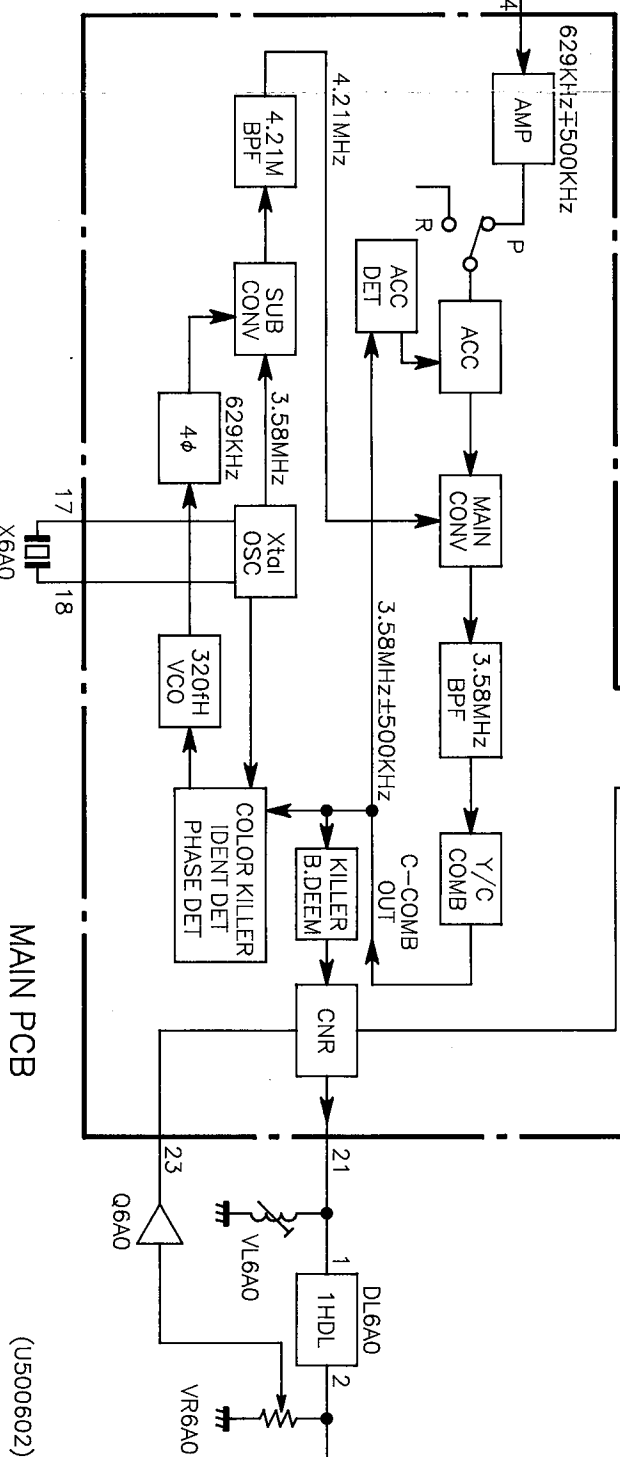 4
629KHz∓500KHz
AMP
P
R
ACC
ACC
DET
MAIN
CONV
3.58MHz
BPF
Y/C
COMB
C-COMB
OUT
4.21MHz
4.21M
BPF
SUB
CONV
3.58MHz
3.58MHz±500KHz
629KHz
4φ
Xtal
OSC
320fH
VCO
COLOR KILLER
IDENT DET
PHASE DET
KILLER
B.DEEM
CNR
17
18
X6A0
21
23
Q6A0
VL6A0
1
DL6A0
1HDL
2
VR6A0
MAIN PCB
(U500602)